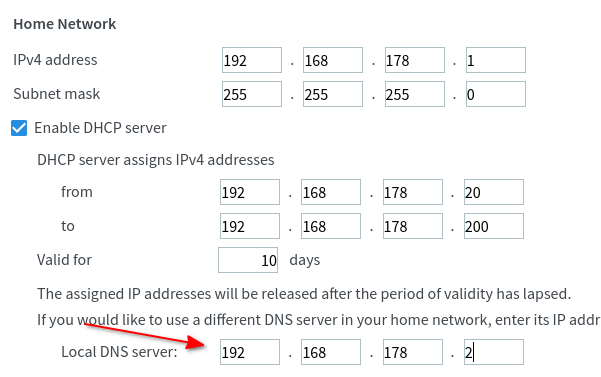 Home Network
IPv4 address 192 . 168 . 178 . 1
Subnet mask 255 . 255 . 255 . 0
Enable DHCP server
DHCP server assigns IPv4 addresses
from 192 . 168 . 178 . 20
to 192 . 168 . 178 . 200
Valid for 10 days
The assigned IP addresses will be released after the period of validity has lapsed.
If you would like to use a different DNS server in your home network, enter its IP addr
Local DNS server: 192 . 168 . 178 . 2